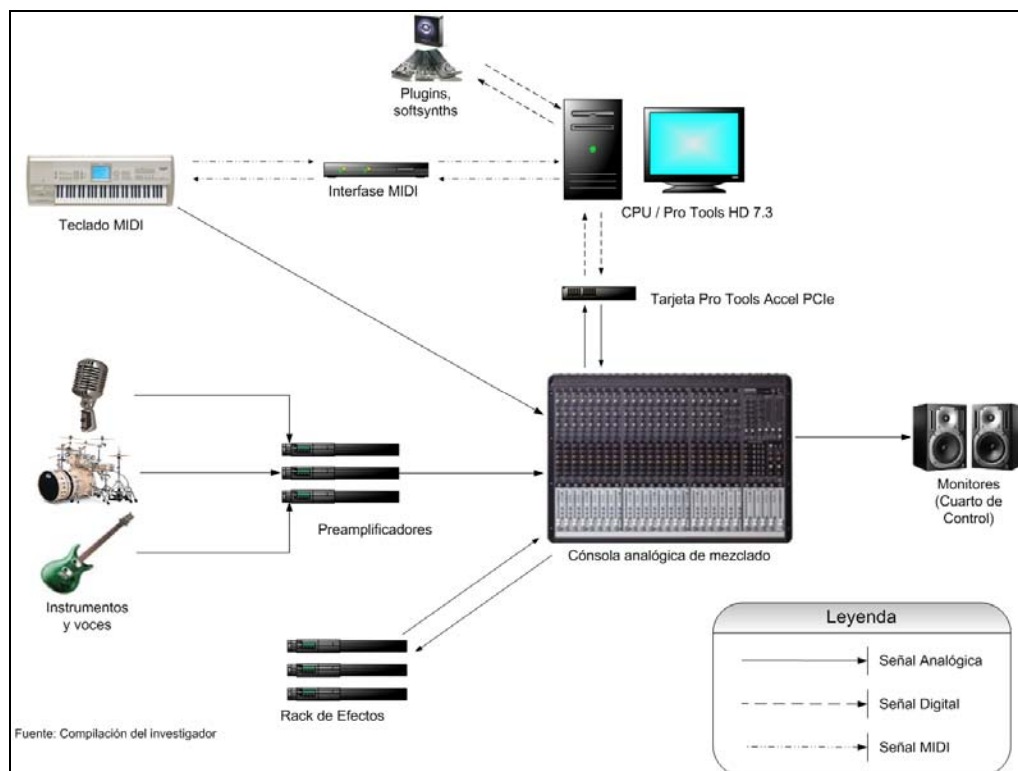 Plugins,
softsynths
Teclado MIDI
Interfase MIDI
CPU / Pro Tools HD 7.3
Tarjeta Pro Tools Accel PCIe
Instrumentos
y voces
Preamplificadores
Cónsola analógica de mezclado
Monitores
(Cuarto de
Control)
Rack de Efectos
Leyenda
Señal Analógica
Señal Digital
Señal MIDI
Fuente: Compilación del investigador